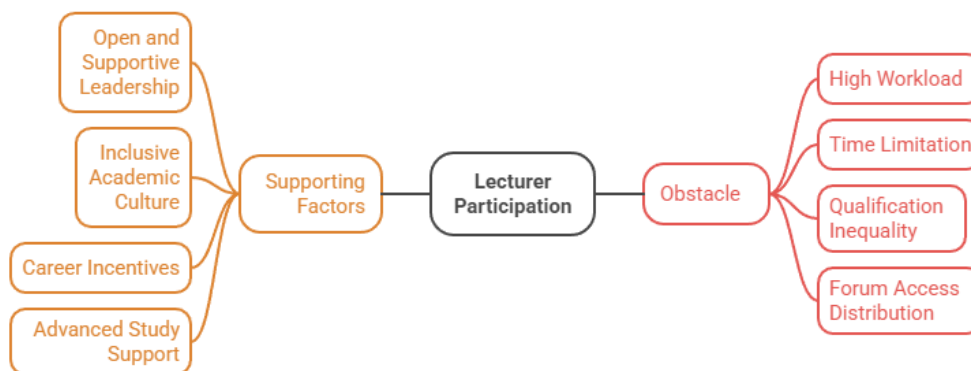 Open and
Supportive
Leadership
Inclusive
Academic
Culture
Career Incentives
Advanced Study
Support
Supporting
Factors
Lecturer
Participation
Obstacle
High Workload
Time Limitation
Qualification
Inequality
Forum Access
Distribution